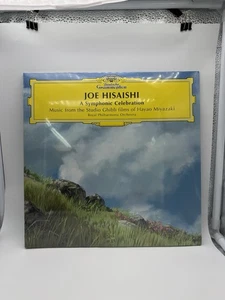 Deutsche
Grammophon
JOE HISAISHI
A Symphonic Celebration
Music from the Studio Ghibli Films of Hayao Miyazaki
Royal Philharmonic Orchestra